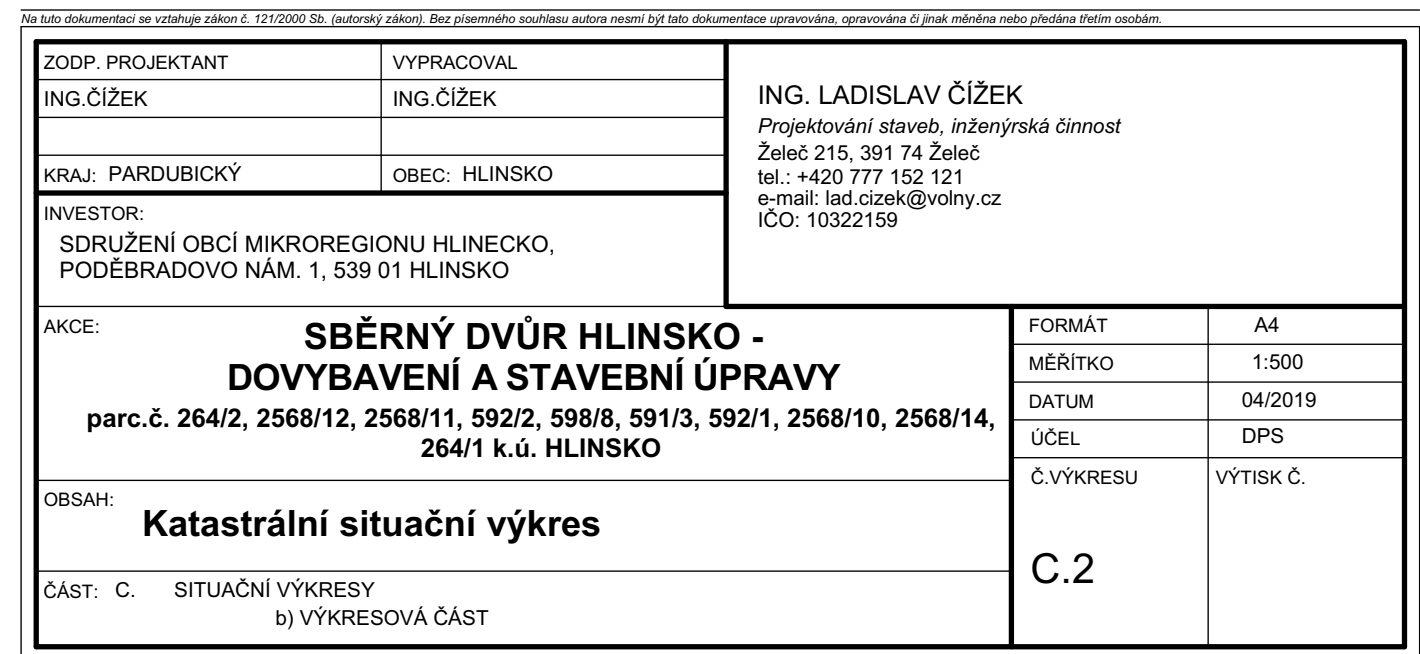 Na tuto dokumentaci se vztahuje zákon č. 121/2000 Sb. (autorský zákon). Bez písemného souhlasu autora nesmí být tato dokumentace upravována, opravována či jinak měněna nebo předána třetím osobám.
ZODP. PROJEKTANT
VYPRACOVAL
ING.ČÍŽEK
ING.ČÍŽEK
KRAJ: PARDUBICKÝ
OBEC: HLINSKO
ING. LADISLAV ČÍŽEK
Projektování staveb, inženýrská činnost
Želeč 215, 391 74 Želeč
tel.: +420 777 152 121
e-mail: lad.cizek@volny.cz
IČO: 10322159
INVESTOR:
SDRUŽENÍ OBCÍ MIKROREGIONU HLINECKO,
PODĚBRADOVO NÁM. 1, 539 01 HLINSKO
AKCE:
SBĚRNÝ DVŮR HLINSKO -
DOVYBAVENÍ A STAVEBNÍ ÚPRAVY
parc.č. 264/2, 2568/12, 2568/11, 592/2, 598/8, 591/3, 592/1, 2568/10, 2568/14,
264/1 k.ú. HLINSKO
FORMÁT A4
MĚŘÍTKO 1:500
DATUM 04/2019
ÚČEL DPS
Č.VÝKRESU
VÝTISK Č.
C.2
OBSAH:
Katastrální situační výkres
ČÁST: C. SITUAČNÍ VÝKRESY
b) VÝKRESOVÁ ČÁST